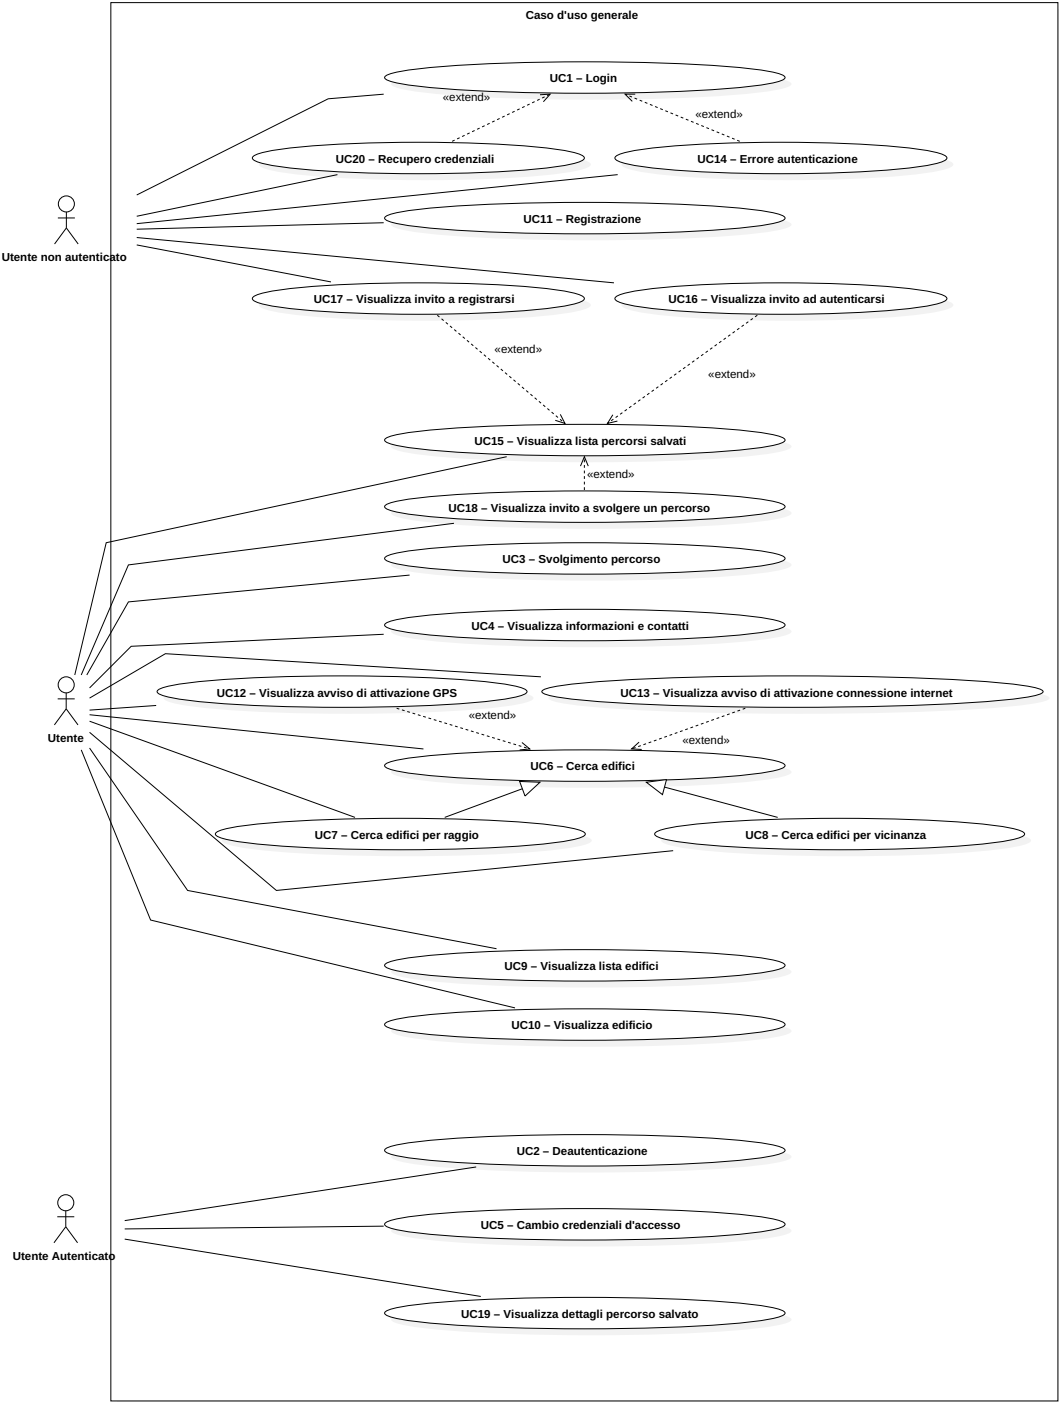 Caso d'uso generale
UC1 – Login
«extend»
«extend»
UC20 – Recupero credenziali
UC14 – Errore autenticazione
UC11 – Registrazione
Utente non autenticato
UC17 – Visualizza invito a registrarsi
UC16 – Visualizza invito ad autenticarsi
«extend»
«extend»
UC15 – Visualizza lista percorsi salvati
«extend»
UC18 – Visualizza invito a svolgere un percorso
UC3 – Svolgimento percorso
UC4 – Visualizza informazioni e contatti
UC12 – Visualizza avviso di attivazione GPS
UC13 – Visualizza avviso di attivazione connessione internet
«extend»
Utente
«extend»
UC6 – Cerca edifici
UC7 – Cerca edifici per raggio
UC8 – Cerca edifici per vicinanza
UC9 – Visualizza lista edifici
UC10 – Visualizza edificio
UC2 – Deautenticazione
UC5 – Cambio credenziali d'accesso
Utente Autenticato
UC19 – Visualizza dettagli percorso salvato